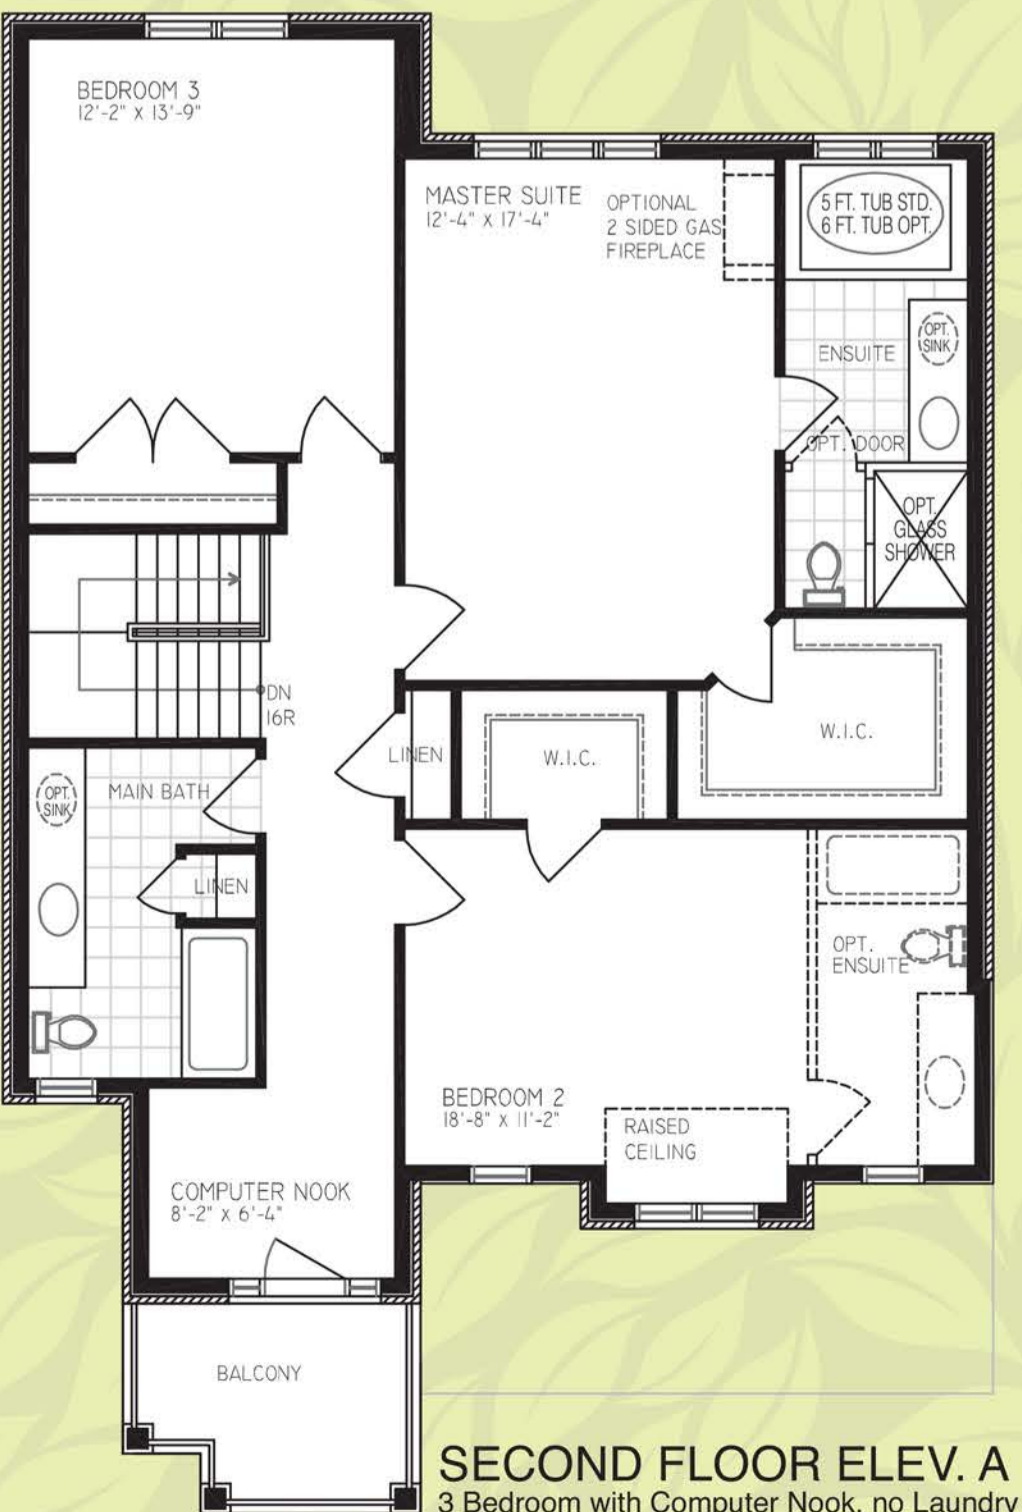 BEDROOM 3
12'-2" X 13'-9"
MASTER SUITE
12'-4" X 17'-4"
OPTIONAL
2 SIDED GAS
FIREPLACE
5 FT. TUB STD.
6 FT. TUB OPT.
OPT.
SINK
ENSUITE
OPT. DOOR
OPT.
GLASS
SHOWER
DN
16R
LINEN
W.I.C.
W.I.C.
OPT.
SINK
MAIN BATH
LINEN
OPT.
ENSUITE
BEDROOM 2
18'-8" X 11'-2"
RAISED
CEILING
COMPUTER NOOK
8'-2" X 6'-4"
BALCONY
SECOND FLOOR ELEV. A
3 Bedroom with Computer Nook, no Laundry